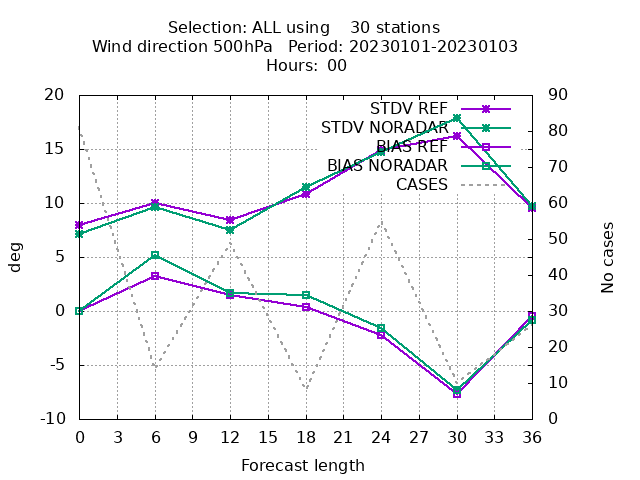 Selection: ALL using    30 stations
Wind direction 500hPa   Period: 20230101-20230103
Hours: 00
20
15
10
5
0
-5
-10
deg
STDV REF
STDV NORADAR
BIAS REF
BIAS NORADAR
CASES
90
80
70
60
50
40
30
20
10
0
No cases
0 3 6 9 12 15 18 21 24 27 30 33 36
Forecast length